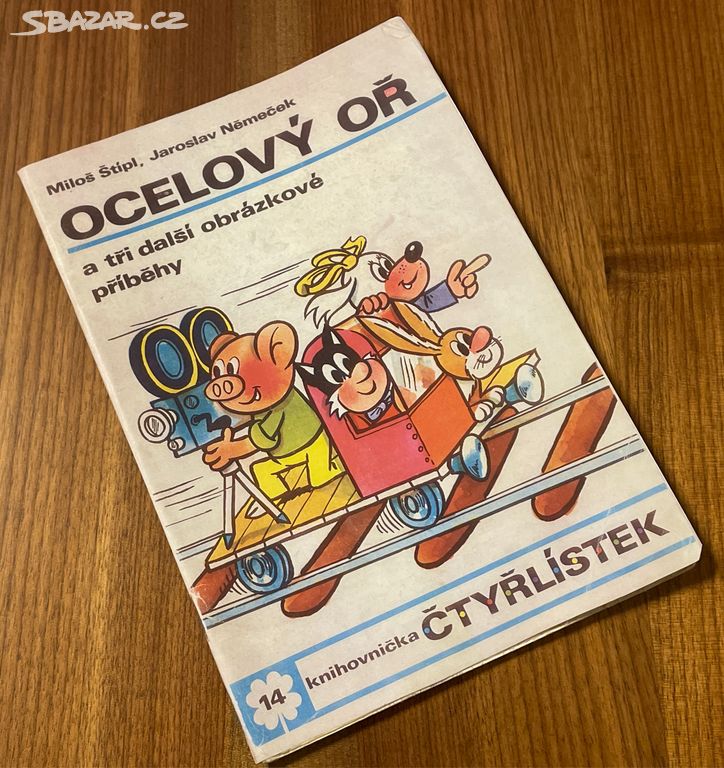 SBAZAR.CZ
Miloš Štípl, Jaroslav Němeček
OCELOVÝ OŘ
a tři další obrázkové
příběhy
14 knihovnička ČTYŘLÍSTEK